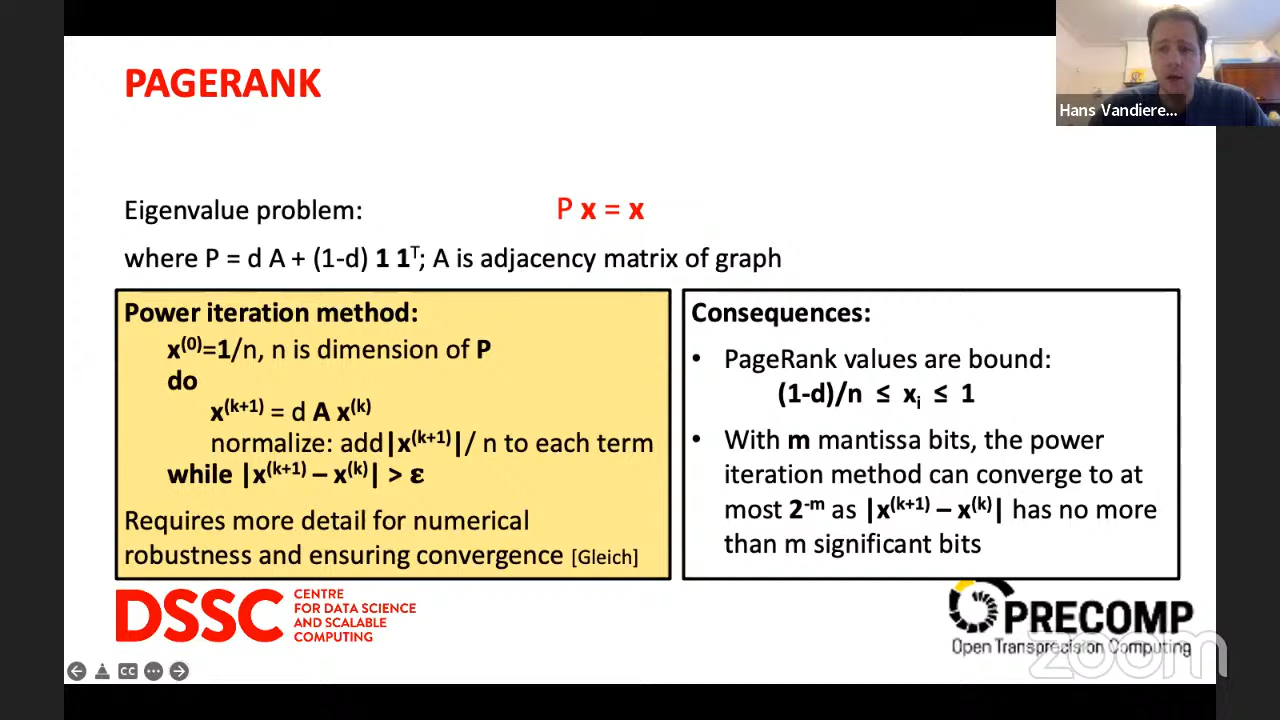 PAGERANK
Hans Vandiere...
Eigenvalue problem: P x = x
where P = d A + (1-d) 1 1ᵀ; A is adjacency matrix of graph
Power iteration method:
x⁽⁰⁾=1/n, n is dimension of P
do
x⁽ᵏ⁺¹⁾ = d A x⁽ᵏ⁾
normalize: add|x⁽ᵏ⁺¹⁾|/ n to each term
while |x⁽ᵏ⁺¹⁾ – x⁽ᵏ⁾| > ε
Requires more detail for numerical
robustness and ensuring convergence [Gleich]
Consequences:
• PageRank values are bound:
(1-d)/n ≤ xᵢ ≤ 1
• With m mantissa bits, the power
iteration method can converge to at
most 2⁻ᵐ as |x⁽ᵏ⁺¹⁾ – x⁽ᵏ⁾| has no more
than m significant bits
DSSC
CENTRE
FOR DATA SCIENCE
AND SCALABLE
COMPUTING
OPRECOMP
Open Transprecision Computing
zoom
CC